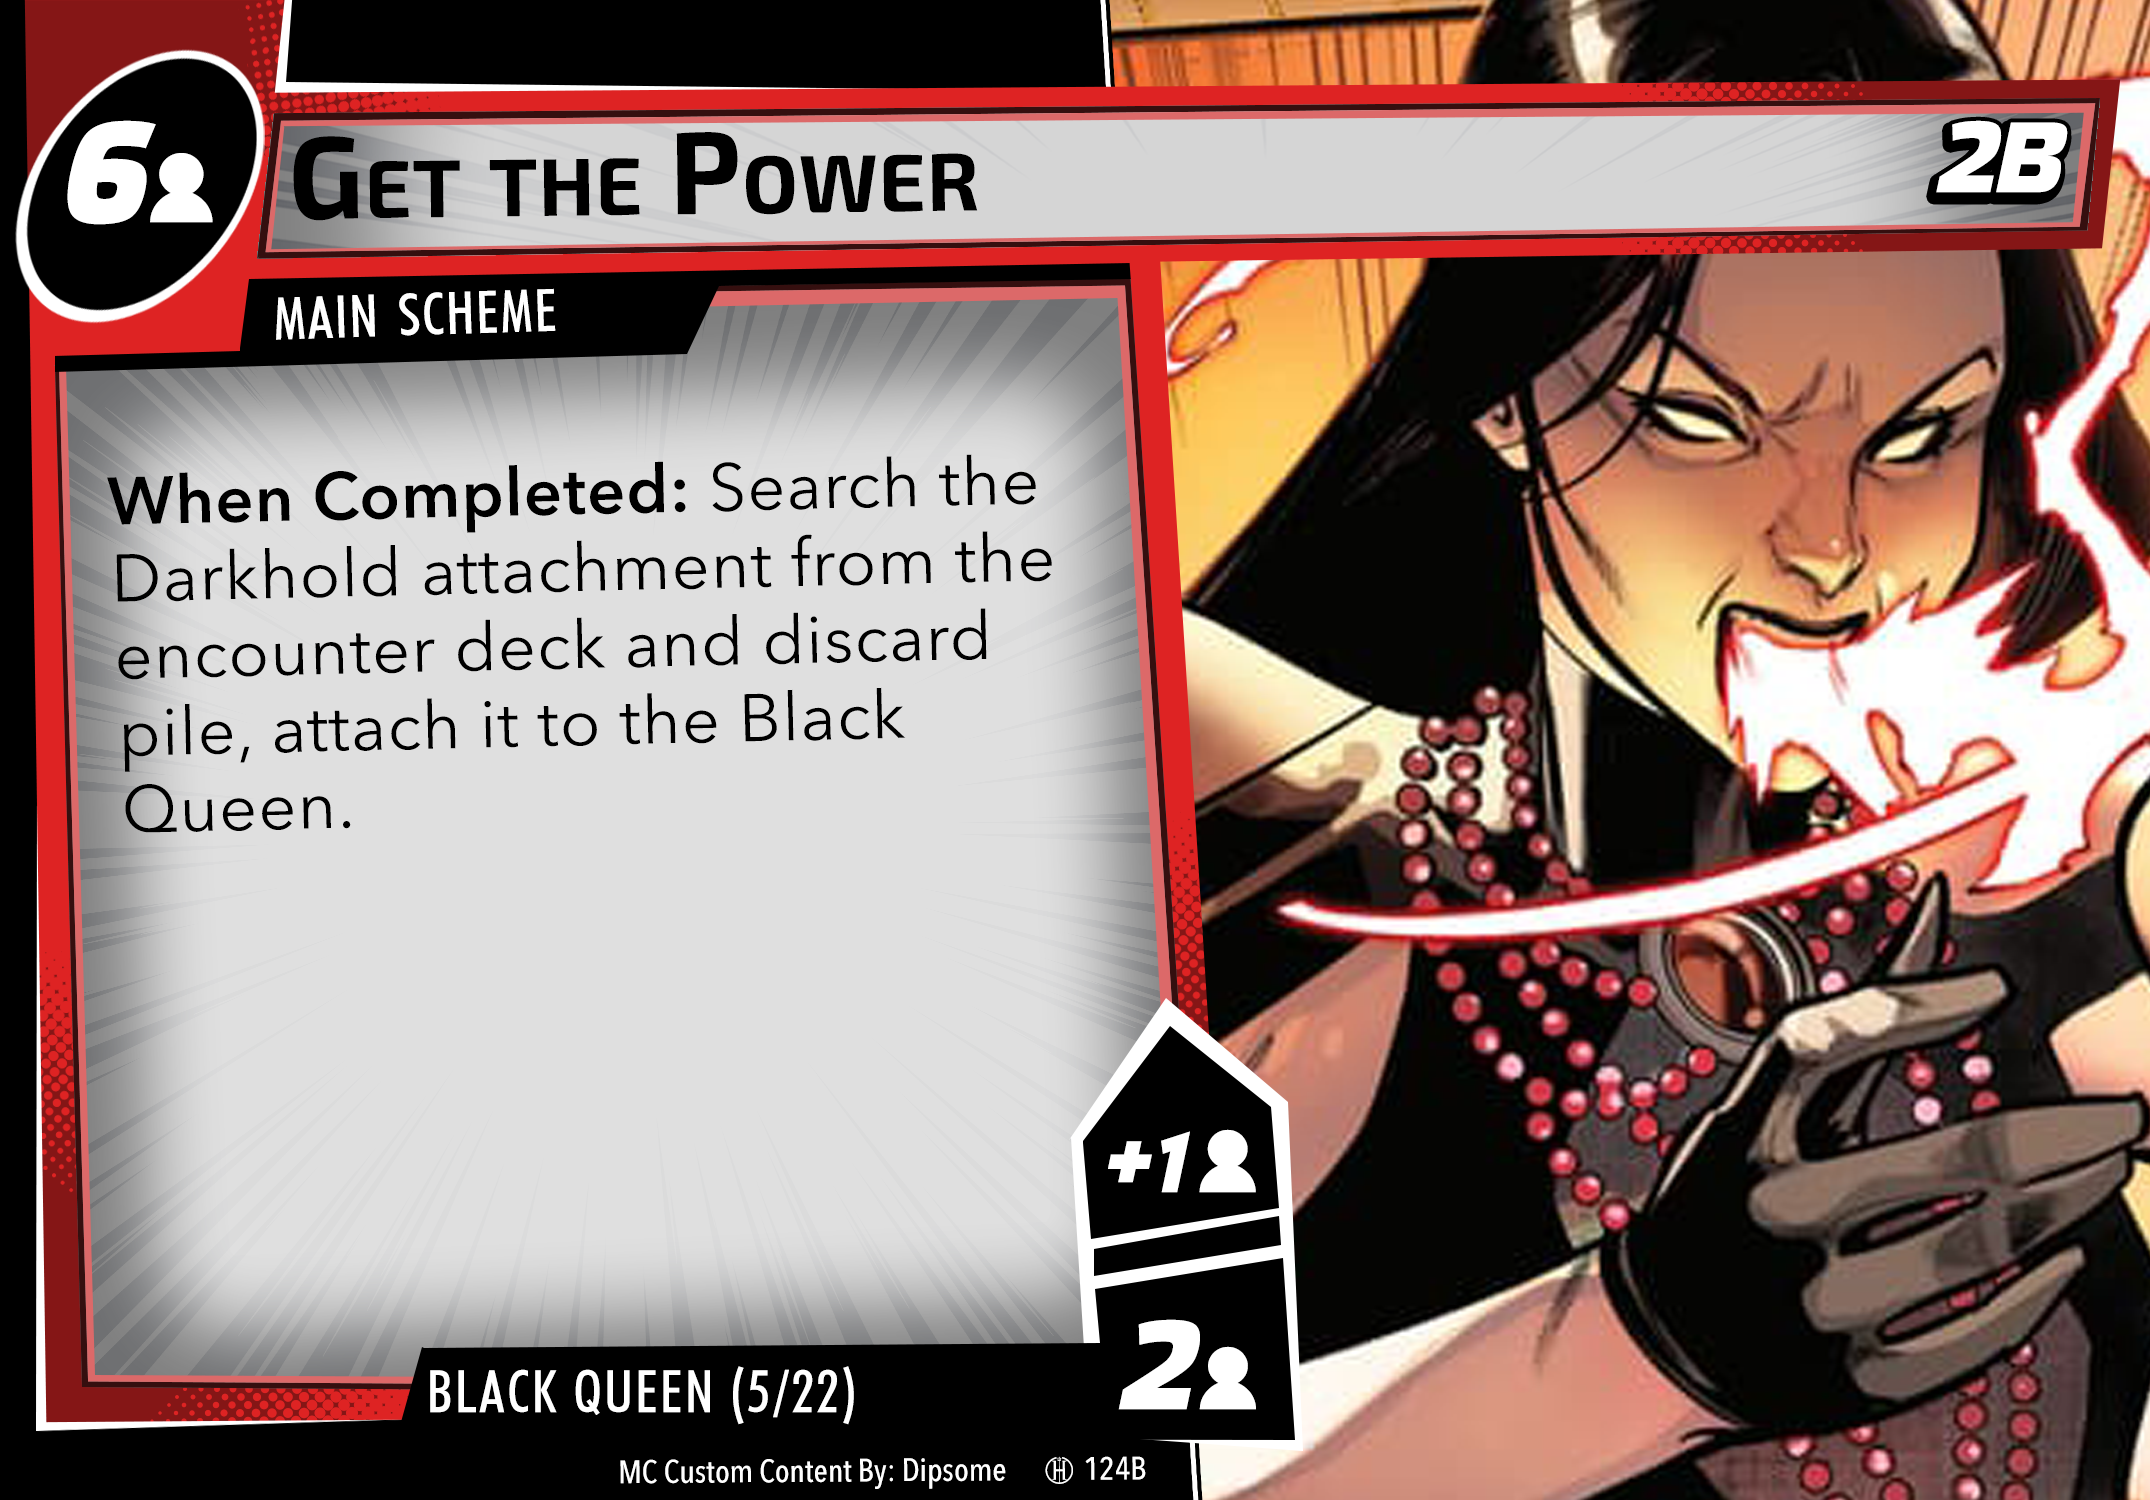 6
GET THE POWER
2B
MAIN SCHEME
When Completed: Search the
Darkhold attachment from the
encounter deck and discard
pile, attach it to the Black
Queen.
+1
2
BLACK QUEEN (5/22)
MC Custom Content By: Dipsome H 124B